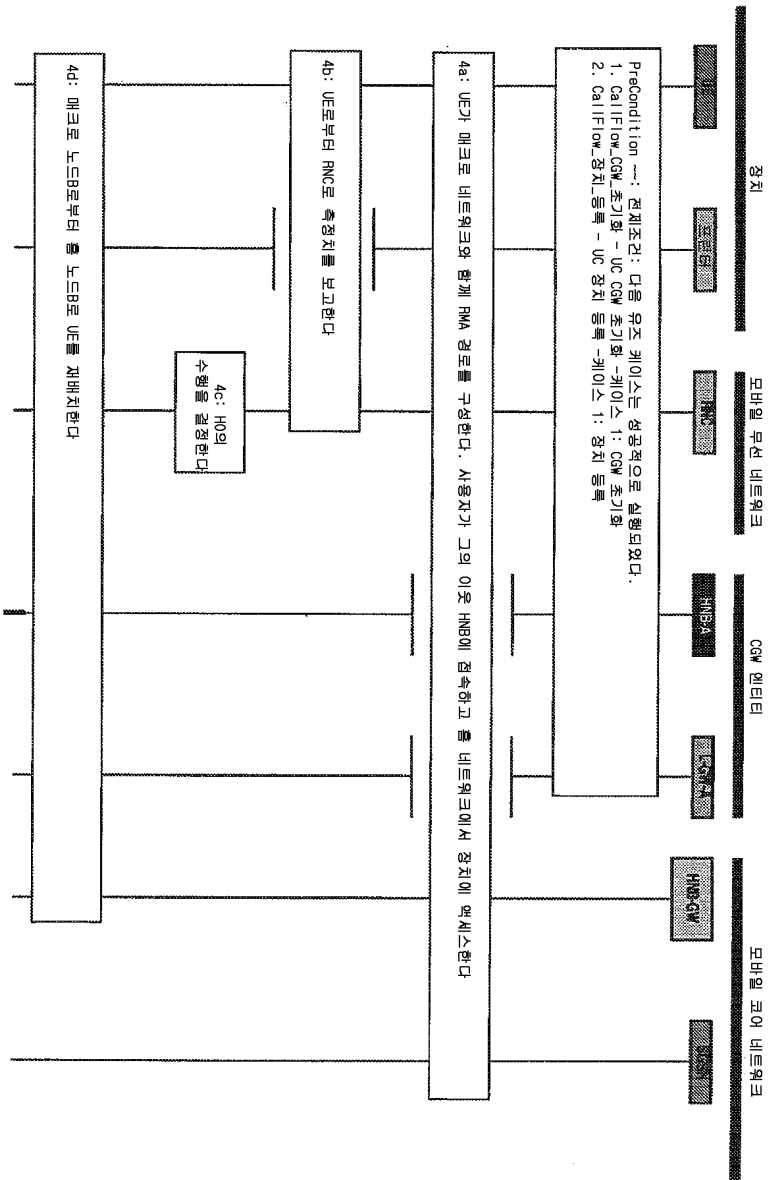 장치
모바일 무선 네트워크
CGW 엔티티
모바일 코어 네트워크
UE
프린터
RNC
HNB-A
L-GW-A
HNB-GW
SGSN
PreCondition —: 전제조건: 다음 유즈 케이스는 성공적으로 실행되었다.
1. CallFlow_CGW_초기화 - UC_CGW 초기화 -케이스 1: CGW 초기화
2. CallFlow_장치_등록 - UC 장치 등록 -케이스 1: 장치 등록
4a: UE가 매크로 네트워크와 함께 RMA 경로를 구성한다. 사용자가 그의 이웃 HNB에 접속하고 홈 네트워크에서 장치에 액세스한다
4b: UE로부터 RNC로 측정치를 보고한다
4c: HO의
수행을 결정한다
4d: 매크로 노드B로부터 홈 노드B로 UE를 재배치한다